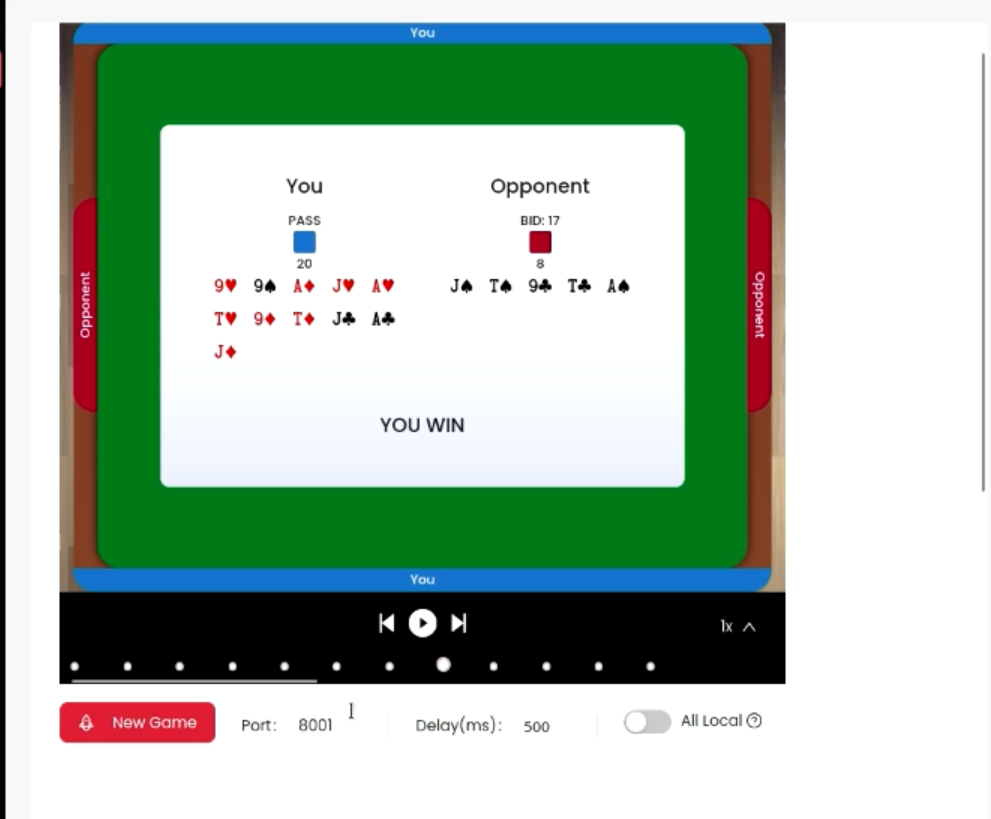 You
You Opponent
PASS BID: 17
20 8
9♥ 9♠ A♦ J♥ A♥ J♠ T♠ 9♣ T♣ A♠
T♥ 9♦ T♦ J♣ A♣
J♦
Opponent
Opponent
YOU WIN
You
1x
New Game Port: 8001 Delay(ms): 500 All Local